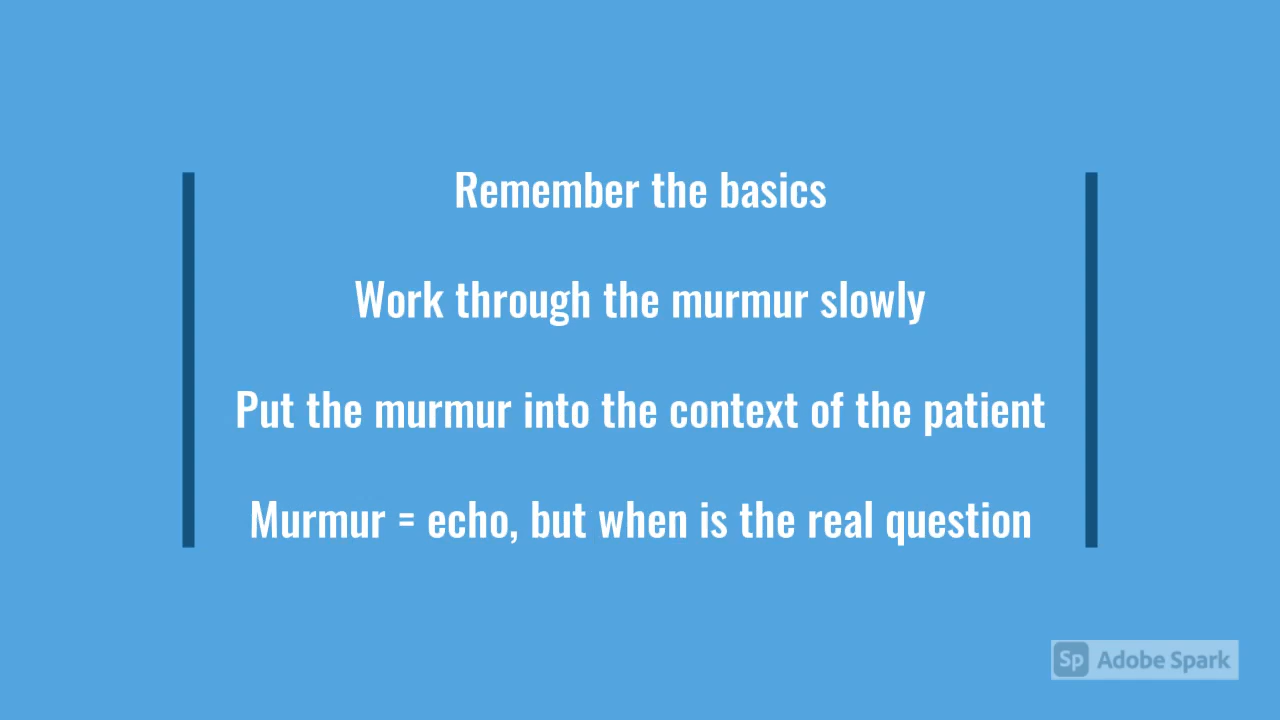 Remember the basics
Work through the murmur slowly
Put the murmur into the context of the patient
Murmur = echo, but when is the real question
Sp Adobe Spark